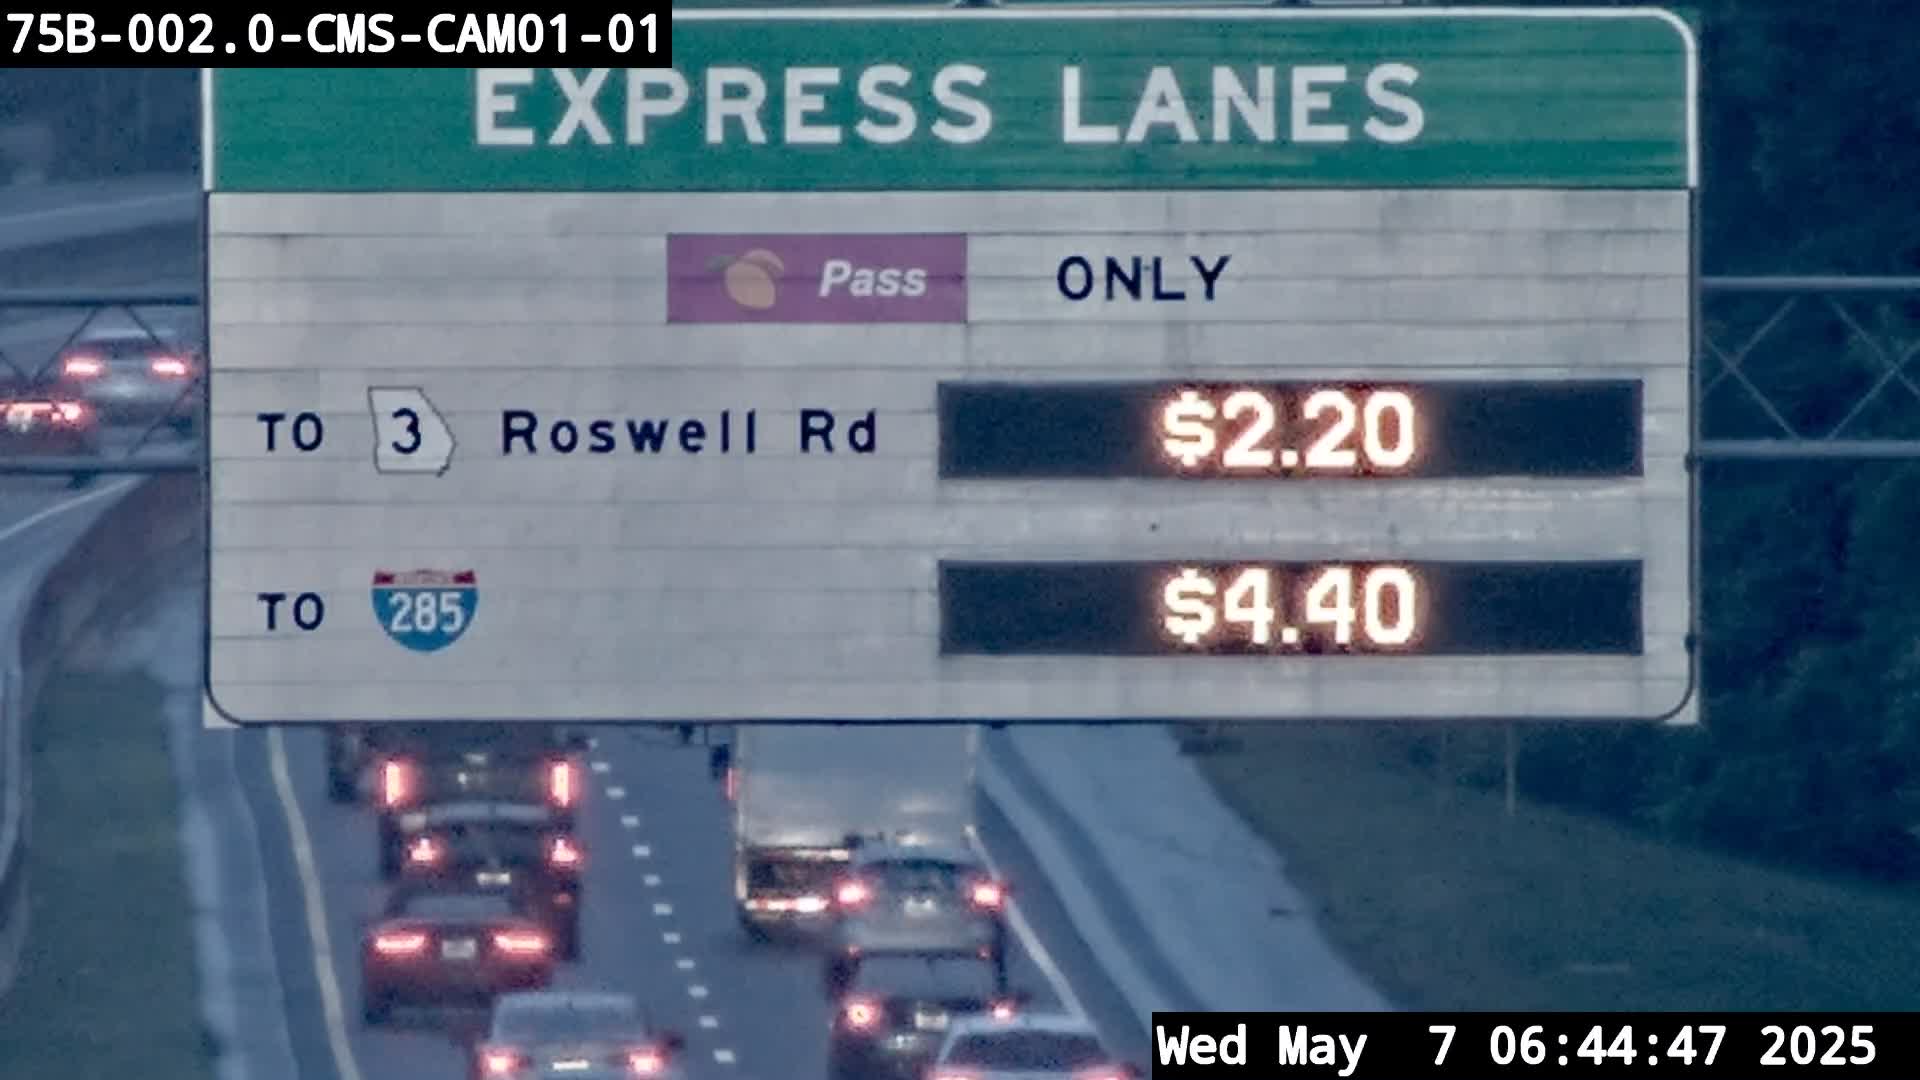 75B-002.0-CMS-CAM01-01
EXPRESS LANES
Pass ONLY
TO 3 Roswell Rd $2.20
TO 285 $4.40
Wed May 7 06:44:47 2025